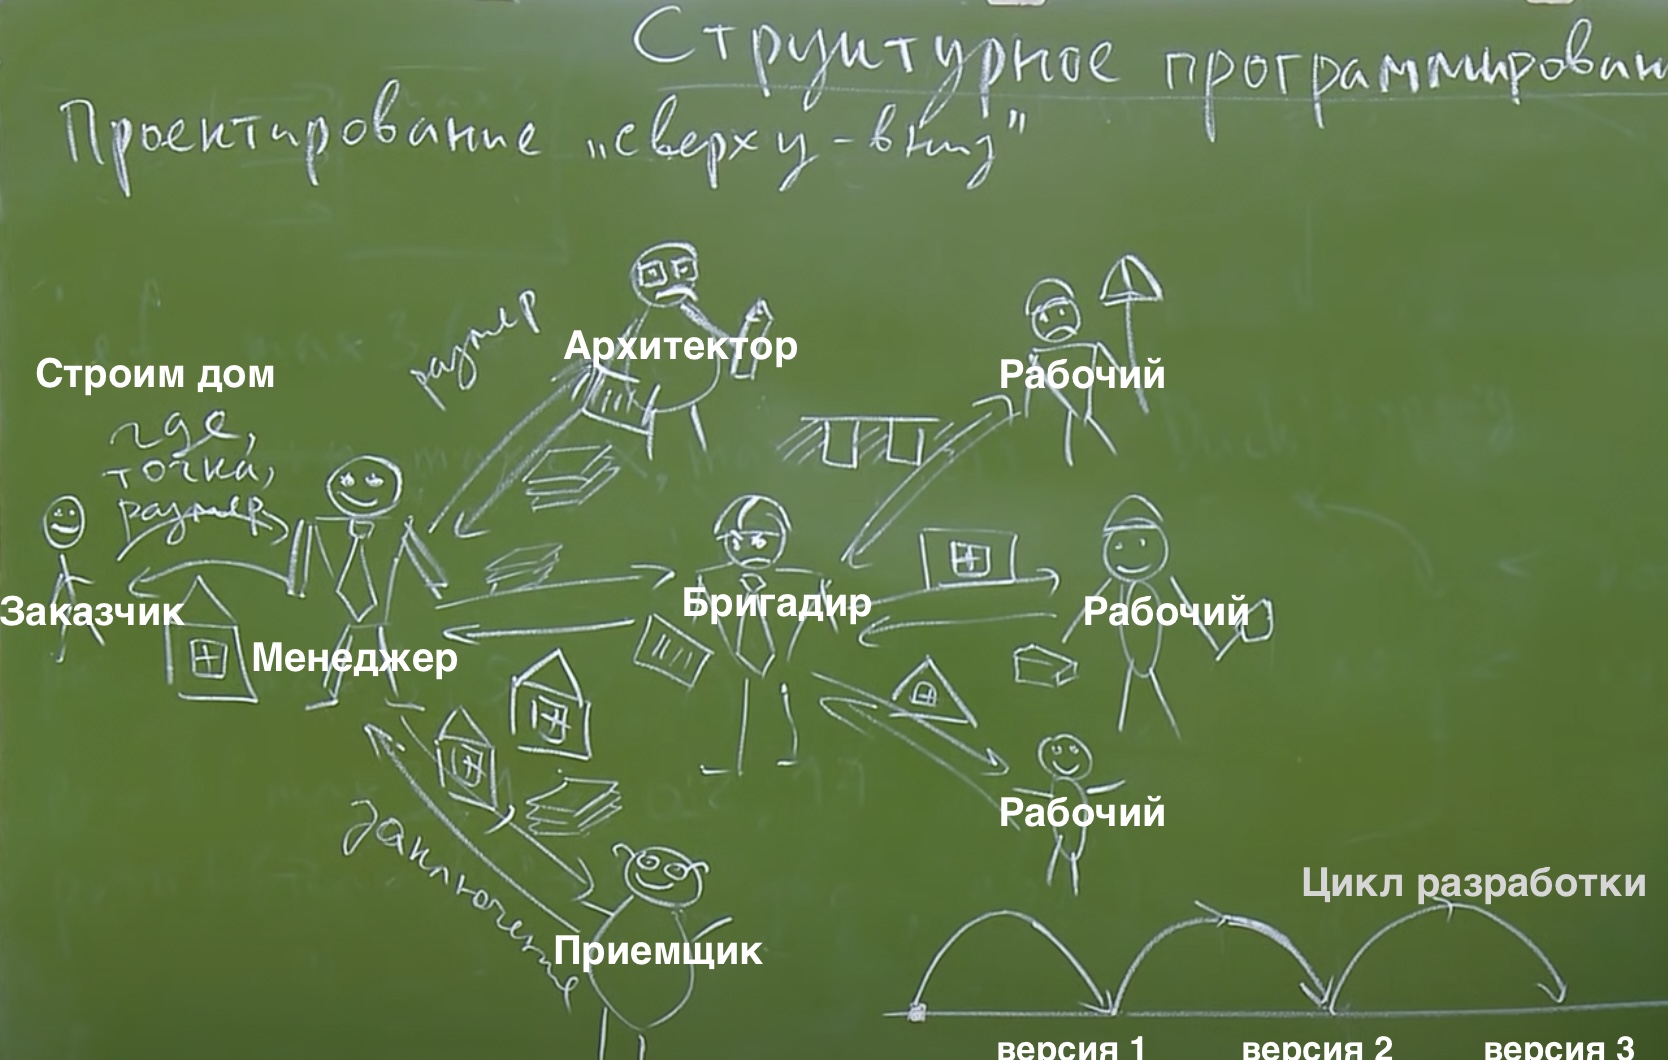 Структурное программирован
Проектирование „сверху-вниз"
размер
Архитектор
Рабочий
Строим дом
где,
точка,
размер
Заказчик
Менеджер
Бригадир
Рабочий
Рабочий
заключение
Приемщик
Цикл разработки
версия 1
версия 2
версия 3